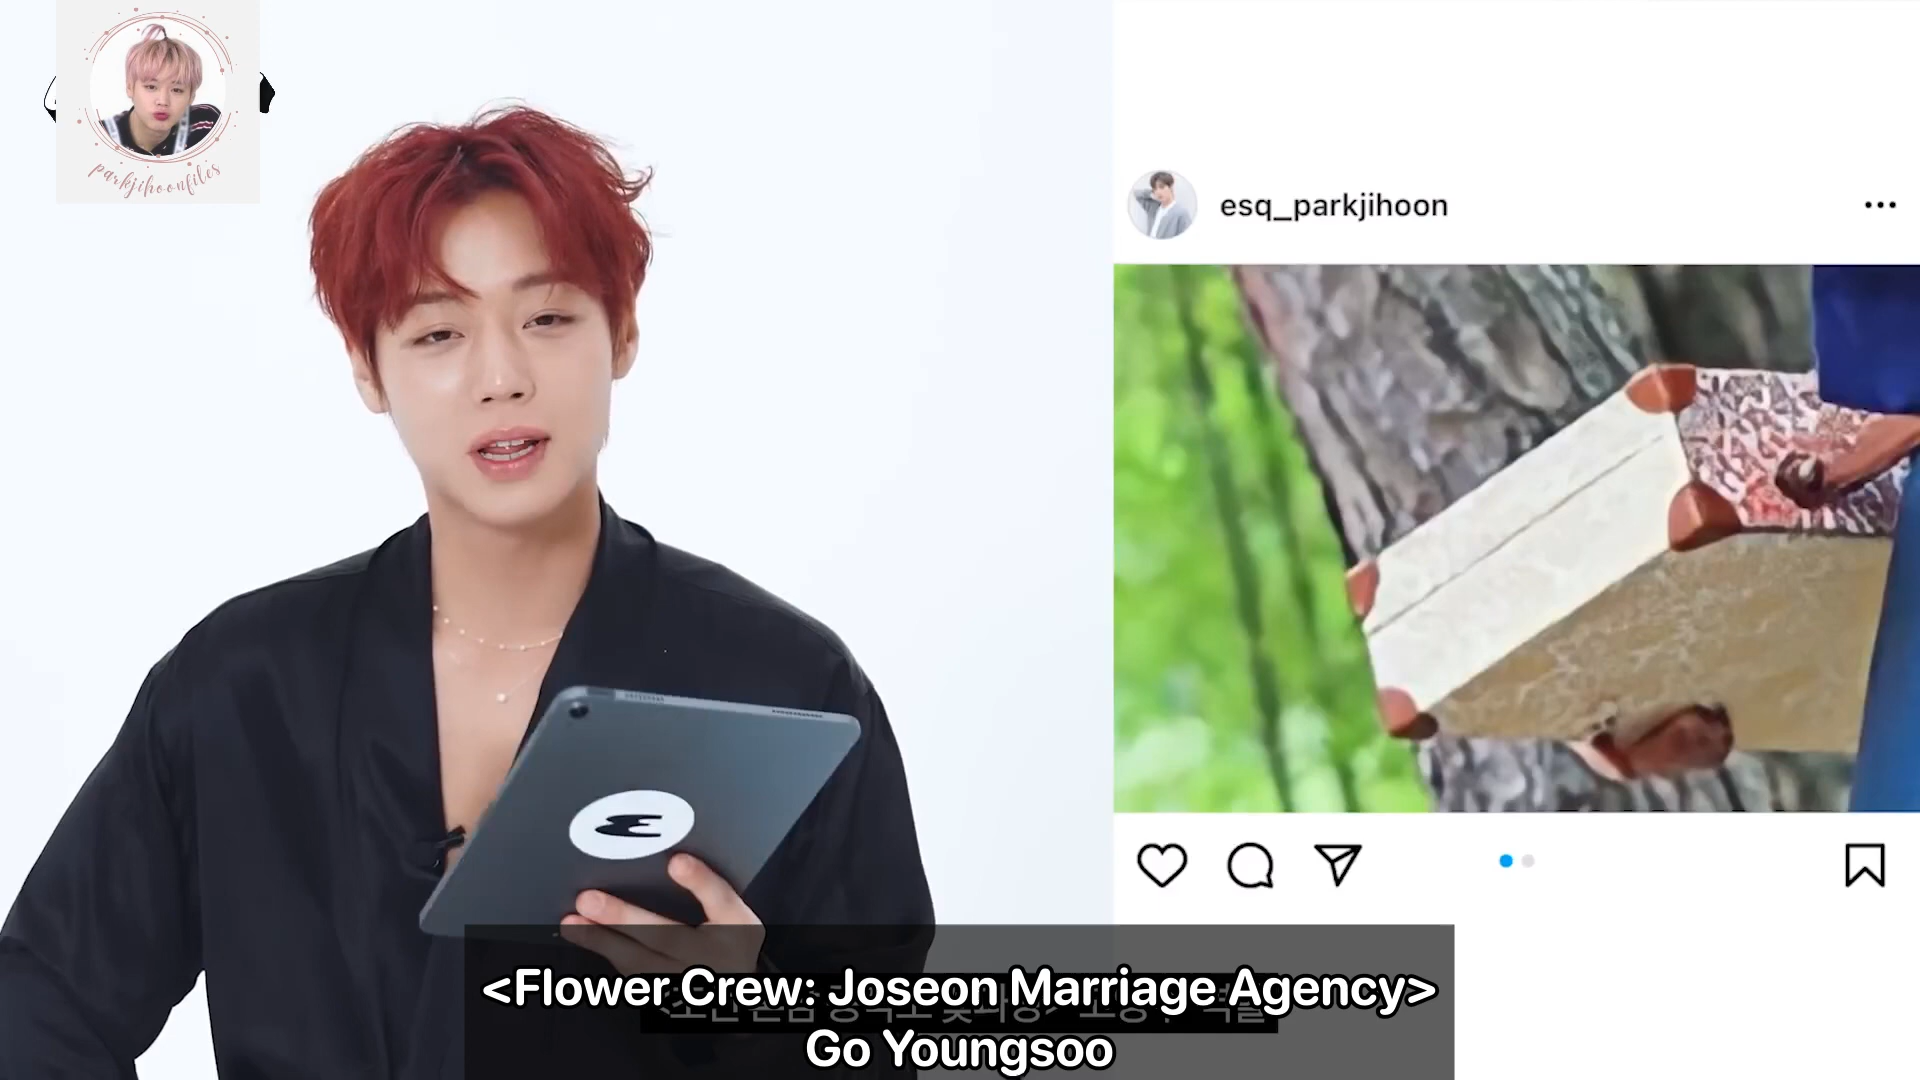 parkjihoonfiles
esq_parkjihoon
<Flower Crew: Joseon Marriage Agency>
Go Youngsoo